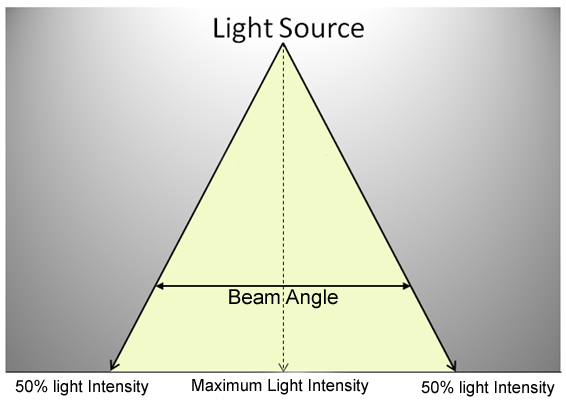 Light Source
Beam Angle
50% light Intensity
Maximum Light Intensity
50% light Intensity